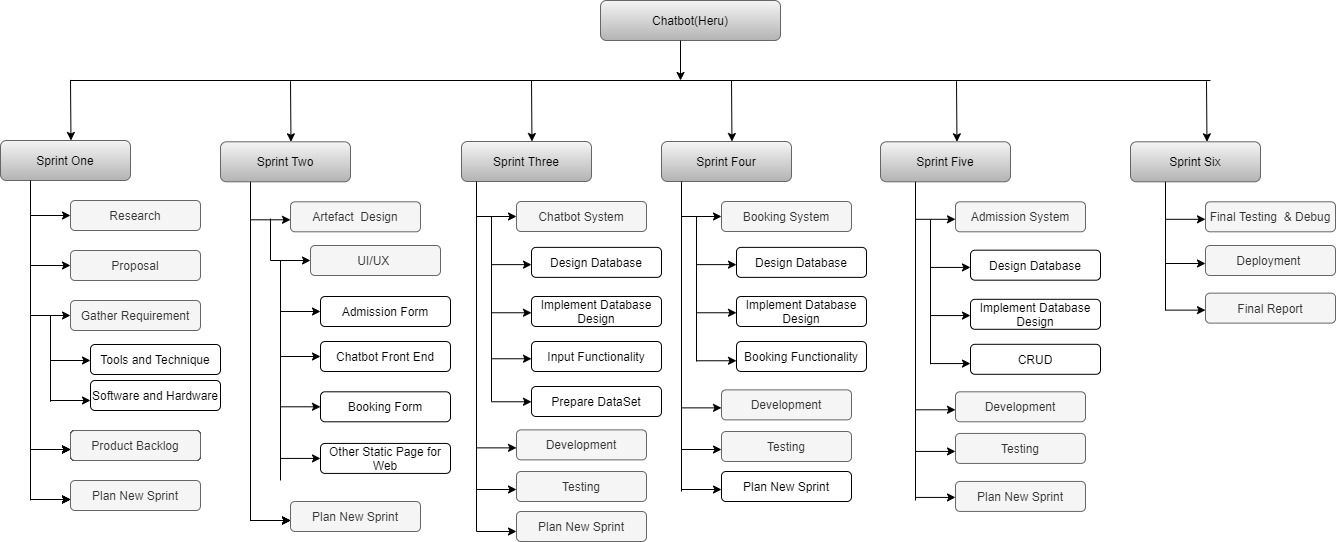 Chatbot(Heru)
Sprint One
Research
Proposal
Gather Requirement
Tools and Technique
Software and Hardware
Product Backlog
Plan New Sprint
Sprint Two
Artefact  Design
UI/UX
Admission Form
Chatbot Front End
Booking Form
Other Static Page for
Web
Plan New Sprint
Sprint Three
Chatbot System
Design Database
Implement Database
Design
Input Functionality
Prepare DataSet
Development
Testing
Plan New Sprint
Sprint Four
Booking System
Design Database
Implement Database
Design
Booking Functionality
Development
Testing
Plan New Sprint
Sprint Five
Admission System
Design Database
Implement Database
Design
CRUD
Development
Testing
Plan New Sprint
Sprint Six
Final Testing  & Debug
Deployment
Final Report